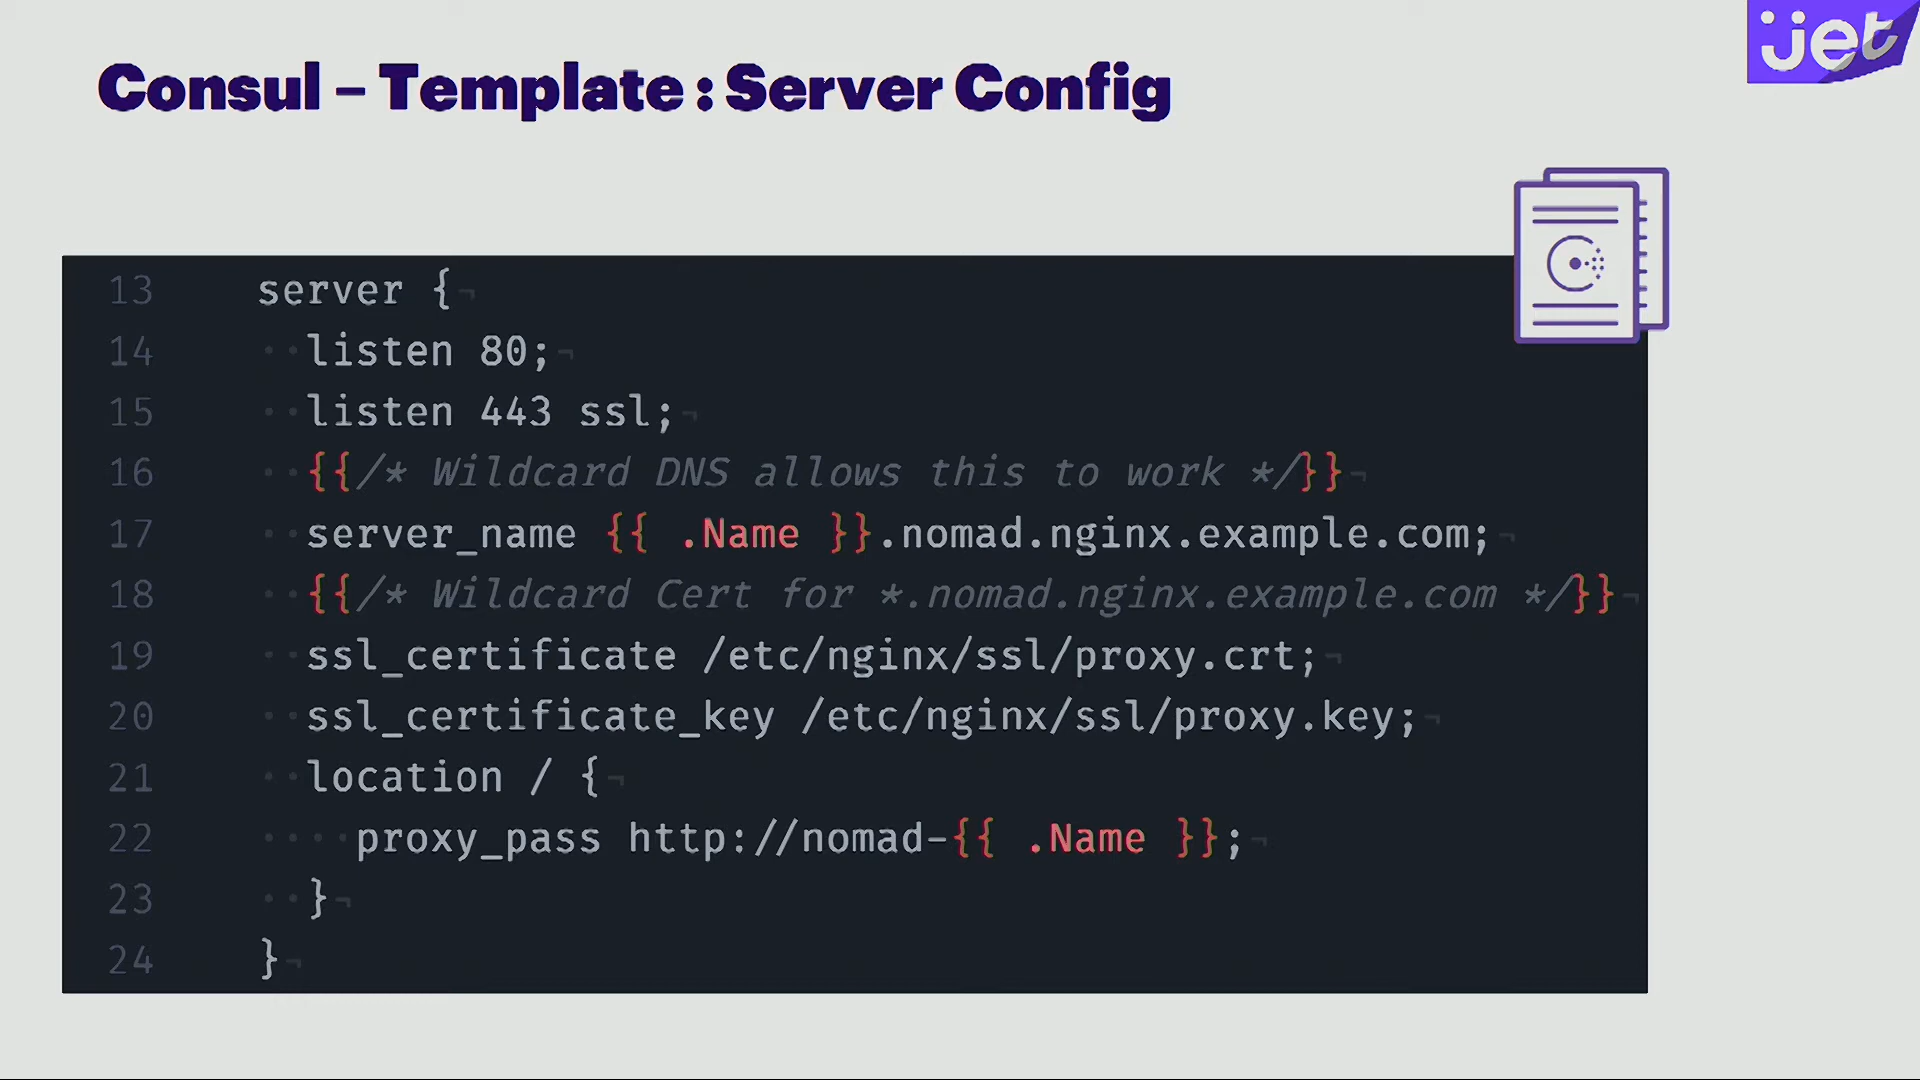 jet
Consul – Template : Server Config
13 server {¬
14 ··listen 80;¬
15 ··listen 443 ssl;¬
16 ··{{/* Wildcard DNS allows this to work */}}¬
17 ··server_name {{ .Name }}.nomad.nginx.example.com;¬
18 ··{{/* Wildcard Cert for *.nomad.nginx.example.com */}}¬
19 ··ssl_certificate /etc/nginx/ssl/proxy.crt;¬
20 ··ssl_certificate_key /etc/nginx/ssl/proxy.key;¬
21 ··location / {¬
22 ····proxy_pass http://nomad-{{ .Name }};¬
23 ··}¬
24 }¬